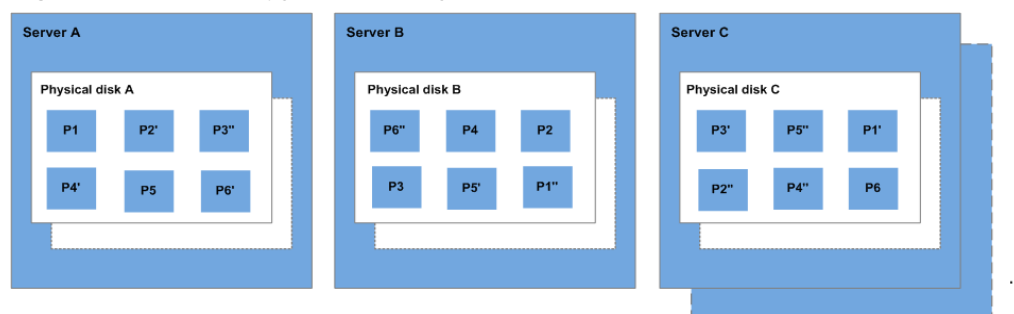 Server A
Physical disk A
P1 P2' P3"
P4' P5 P6'
Server B
Physical disk B
P6" P4 P2
P3 P5' P1"
Server C
Physical disk C
P3' P5" P1'
P2" P4" P6
.